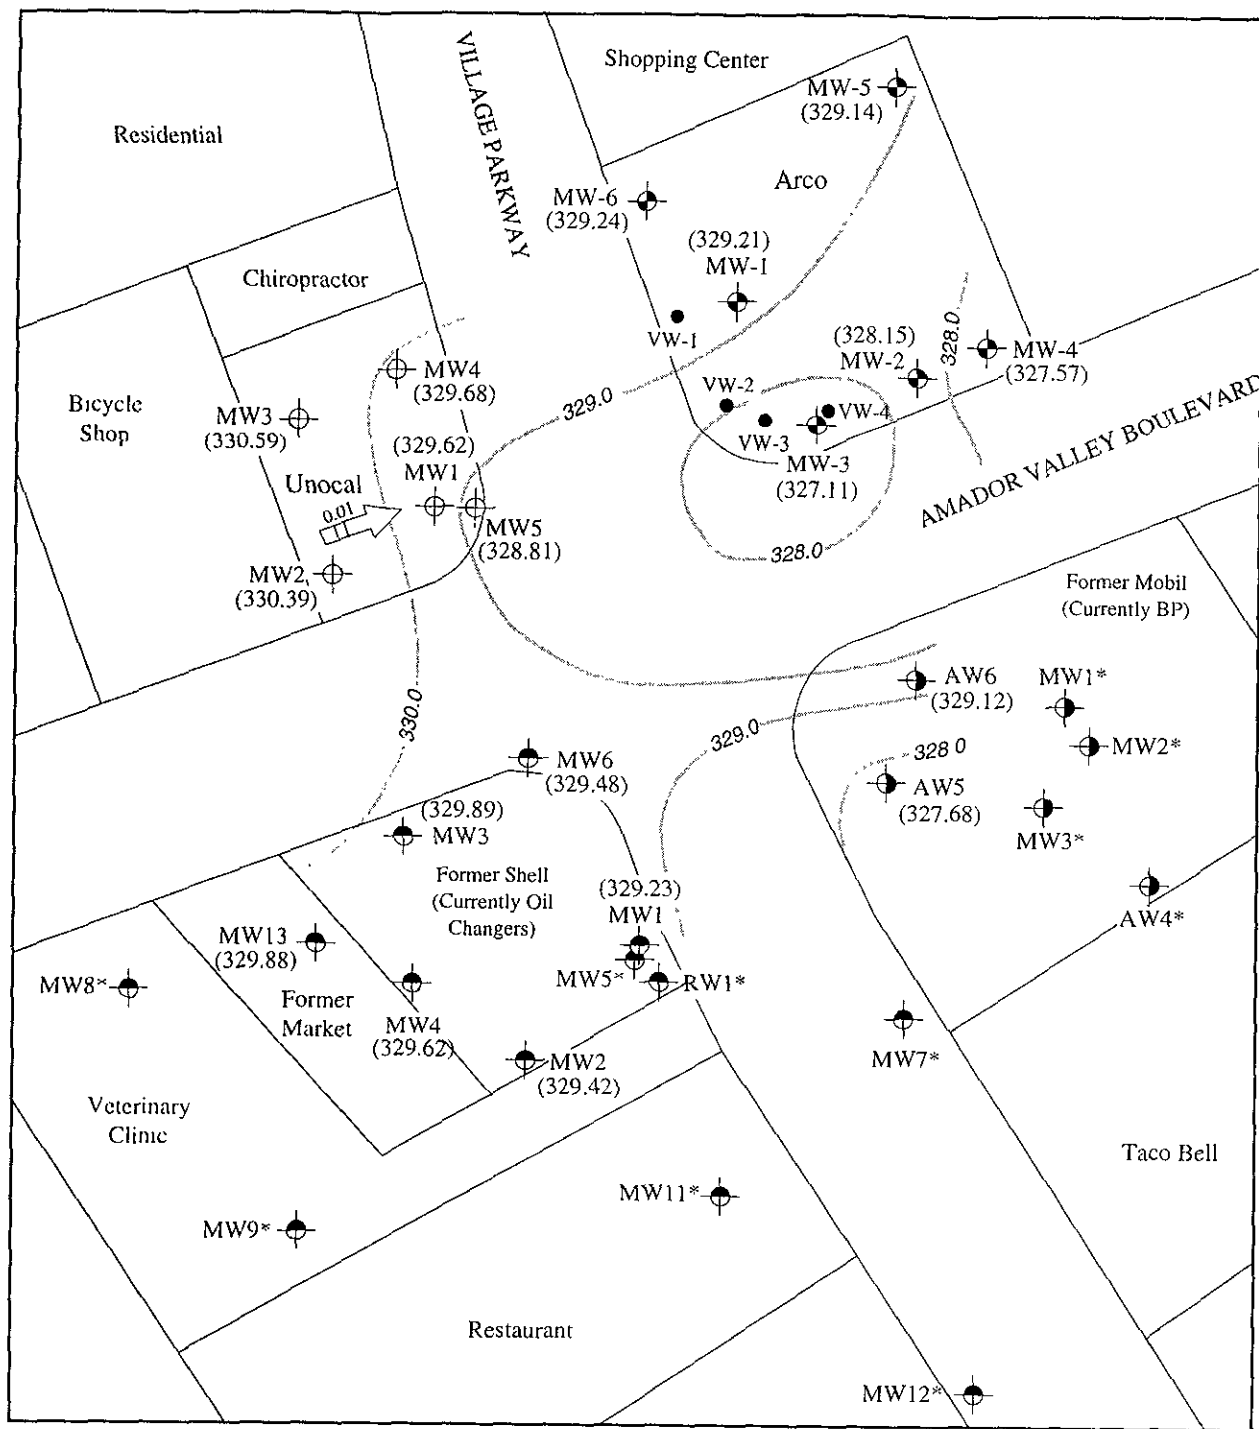 Shopping Center
VILLAGE PARKWAY
MW-5
(329.14)
Residential
Arco
MW-6
(329.24)
(329.21)
MW-1
Chiropractor
VW-1
328.0
(328.15)
MW-2
MW-4
(327.57)
MW4
(329.68)
329.0
VW-2
VW-4
VW-3
MW-3
(327.11)
Bicycle
Shop
MW3
(330.59)
(329.62)
MW1
Unocal
0.01
MW5
(328.81)
AMADOR VALLEY BOULEVARD
328.0
MW2
(330.39)
Former Mobil
(Currently BP)
AW6
(329.12)
MW1*
330.0
329.0
328 0
MW2*
MW6
(329.48)
AW5
(327.68)
(329.89)
MW3
MW3*
Former Shell
(Currently Oil
Changers)
(329.23)
MW1
AW4*
MW13
(329.88)
MW5*
RW1*
MW8*
Former
Market
MW4
(329.62)
MW2
(329.42)
MW7*
Veterinary
Clinic
Taco Bell
MW11*
MW9*
Restaurant
MW12*